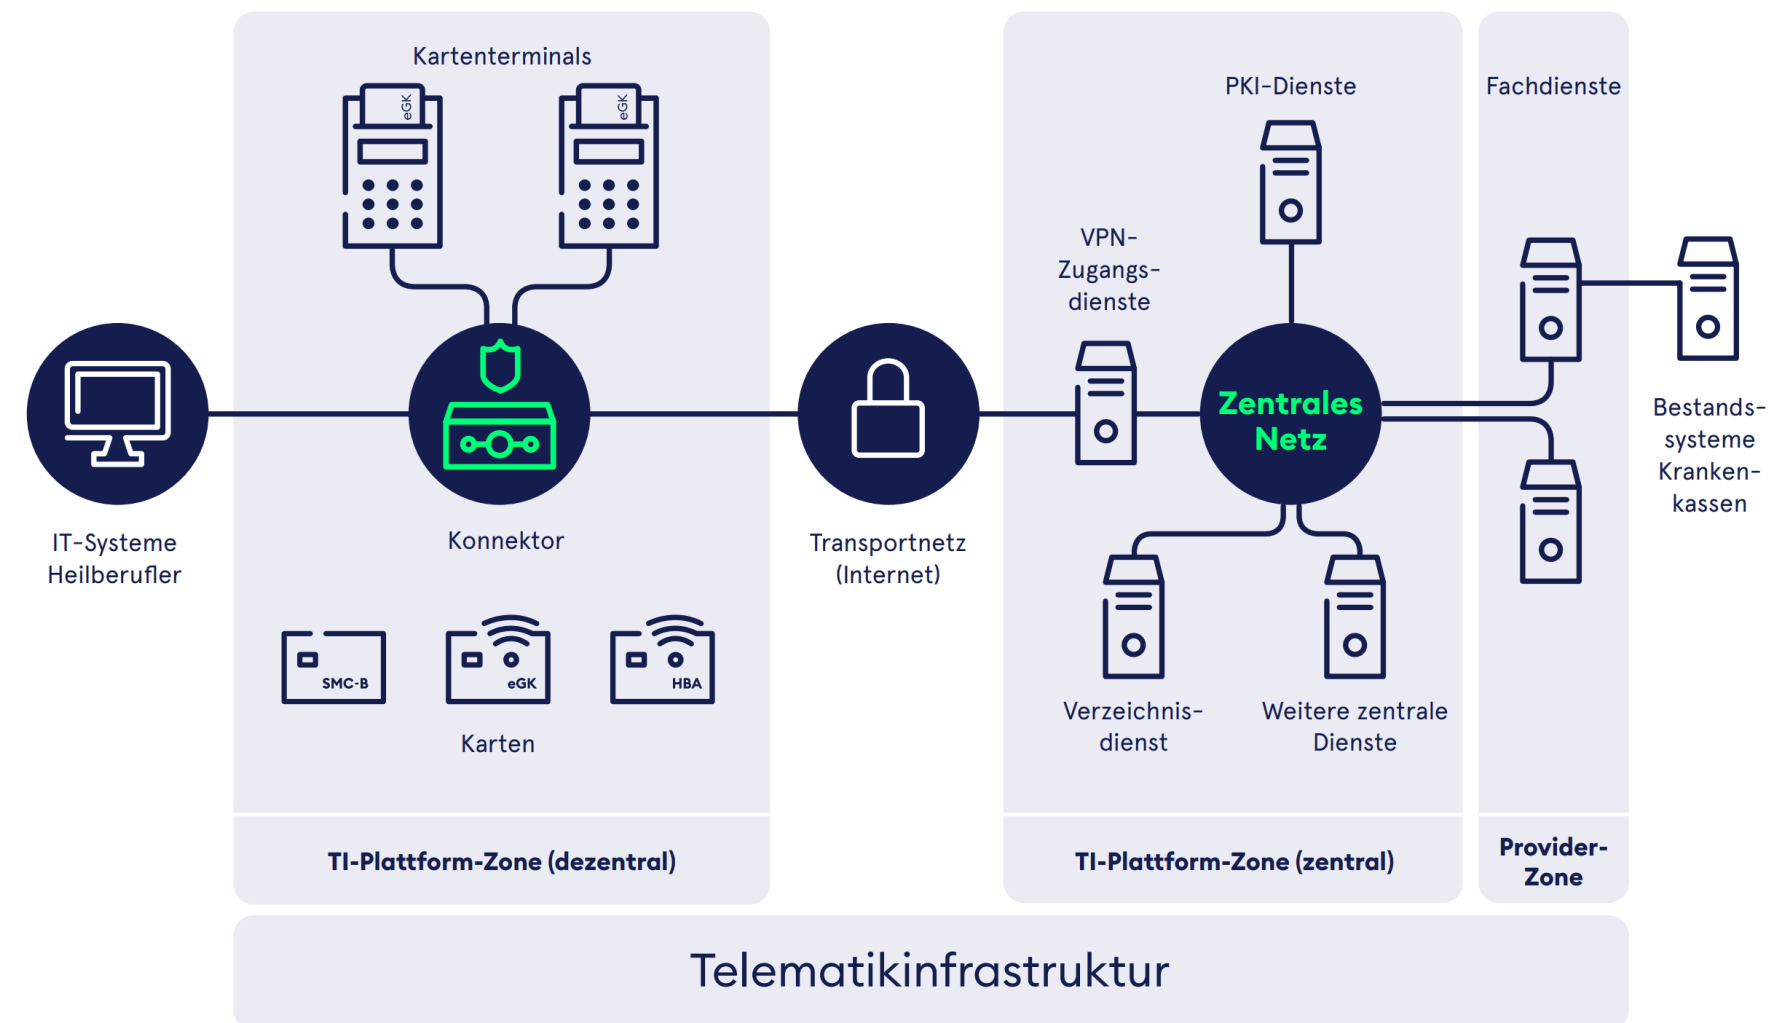 Kartenterminals
eGK
eGK
PKI-Dienste
Fachdienste
VPN-
Zugangs-
dienste
Zentrales
Netz
Bestands-
systeme
Kranken-
kassen
IT-Systeme
Heilberufler
Konnektor
Transportnetz
(Internet)
SMC-B
eGK
HBA
Karten
Verzeichnis-
dienst
Weitere zentrale
Dienste
TI-Plattform-Zone (dezentral)
TI-Plattform-Zone (zentral)
Provider-
Zone
Telematikinfrastruktur